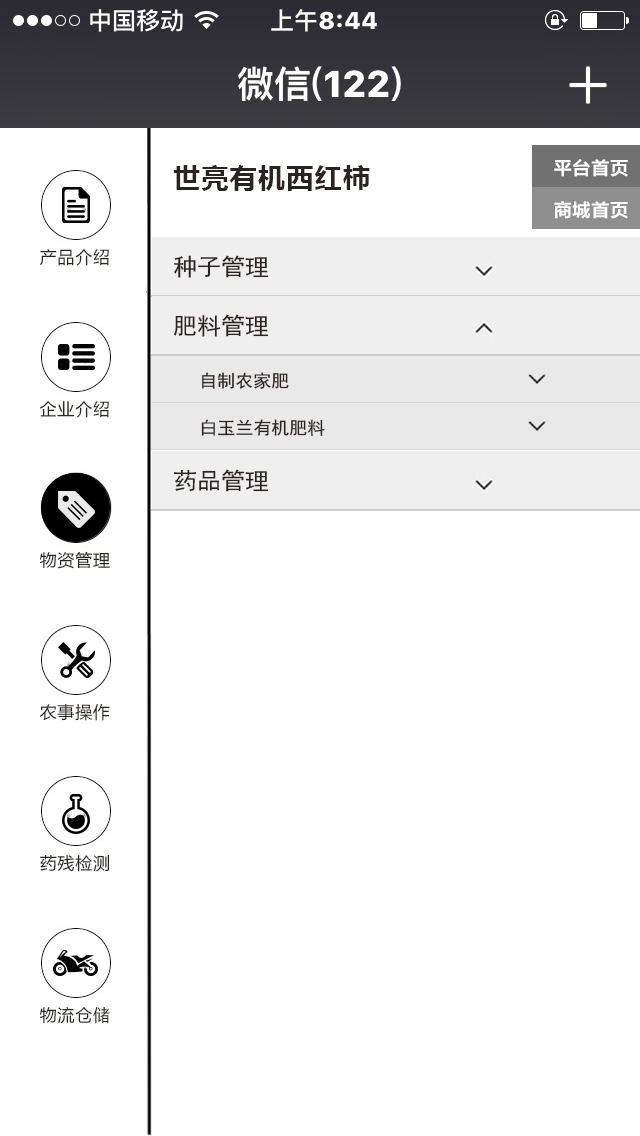 中国移动 上午8:44
微信(122)
世亮有机西红柿
平台首页
商城首页
产品介绍
企业介绍
物资管理
农事操作
药残检测
物流仓储
种子管理
肥料管理
自制农家肥
白玉兰有机肥料
药品管理